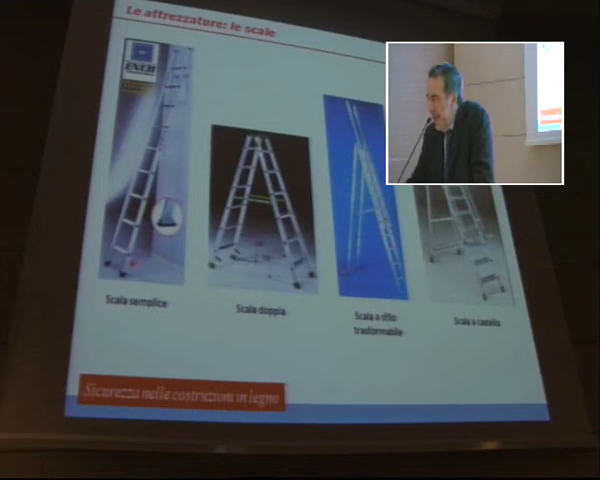 Le attrezzature: le scale
Scala semplice
Scala doppia
Scala a sfilo
trasformabile
Scala a castello
Sicurezza nelle costruzioni in legno